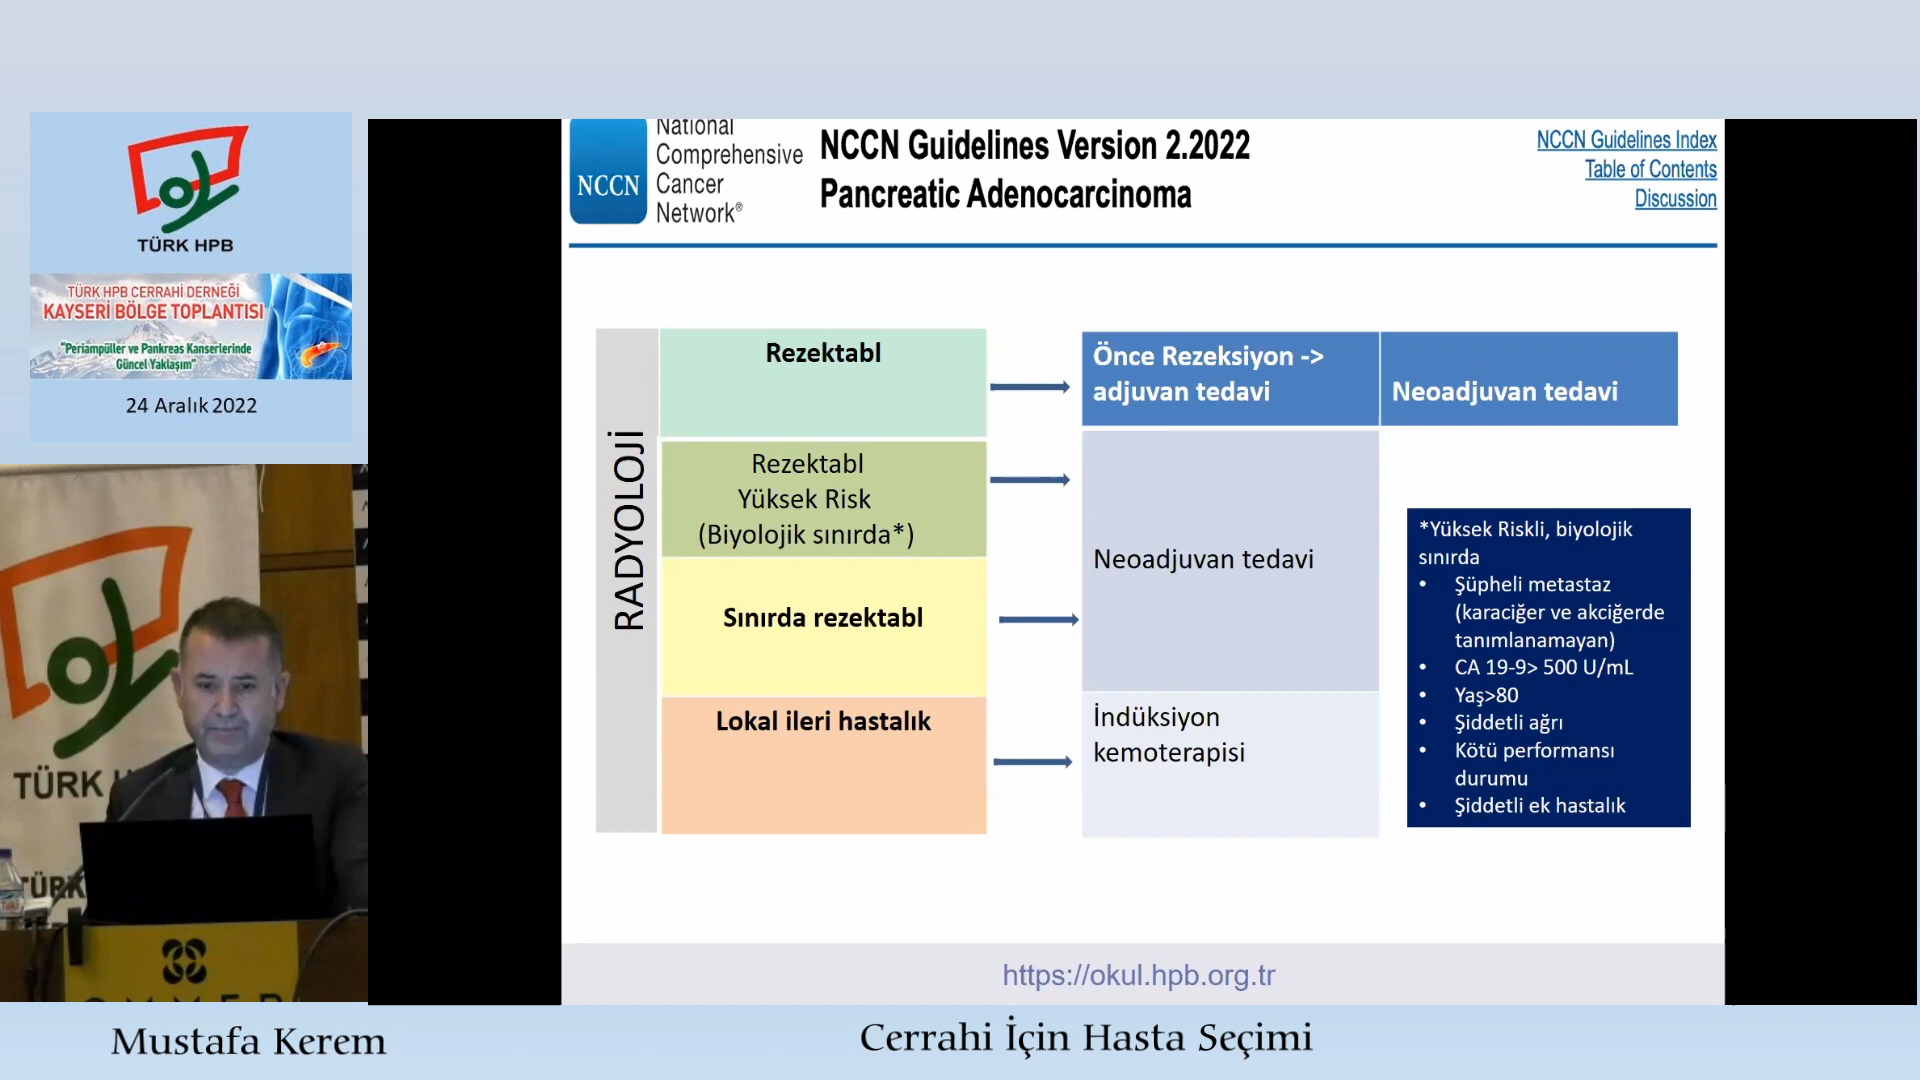 TÜRK HPB
TÜRK HPB CERRAHİ DERNEĞİ
KAYSERİ BÖLGE TOPLANTISI
"Periampüller ve Pankreas Kanserlerinde
Güncel Yaklaşım"
24 Aralık 2022
NCCN
National
Comprehensive
Cancer
Network®
NCCN Guidelines Version 2.2022
Pancreatic Adenocarcinoma
NCCN Guidelines Index
Table of Contents
Discussion
RADYOLOJİ
Rezektabl
Önce Rezeksiyon ->
adjuvan tedavi
Neoadjuvan tedavi
Rezektabl
Yüksek Risk
(Biyolojik sınırda*)
Sınırda rezektabl
Neoadjuvan tedavi
Lokal ileri hastalık
İndüksiyon
kemoterapisi
*Yüksek Riskli, biyolojik
sınırda
• Şüpheli metastaz
(karaciğer ve akciğerde
tanımlanamayan)
• CA 19-9> 500 U/mL
• Yaş>80
• Şiddetli ağrı
• Kötü performansı
durumu
• Şiddetli ek hastalık
https://okul.hpb.org.tr
TÜRK H
TÜRK
Mustafa Kerem
Cerrahi İçin Hasta Seçimi